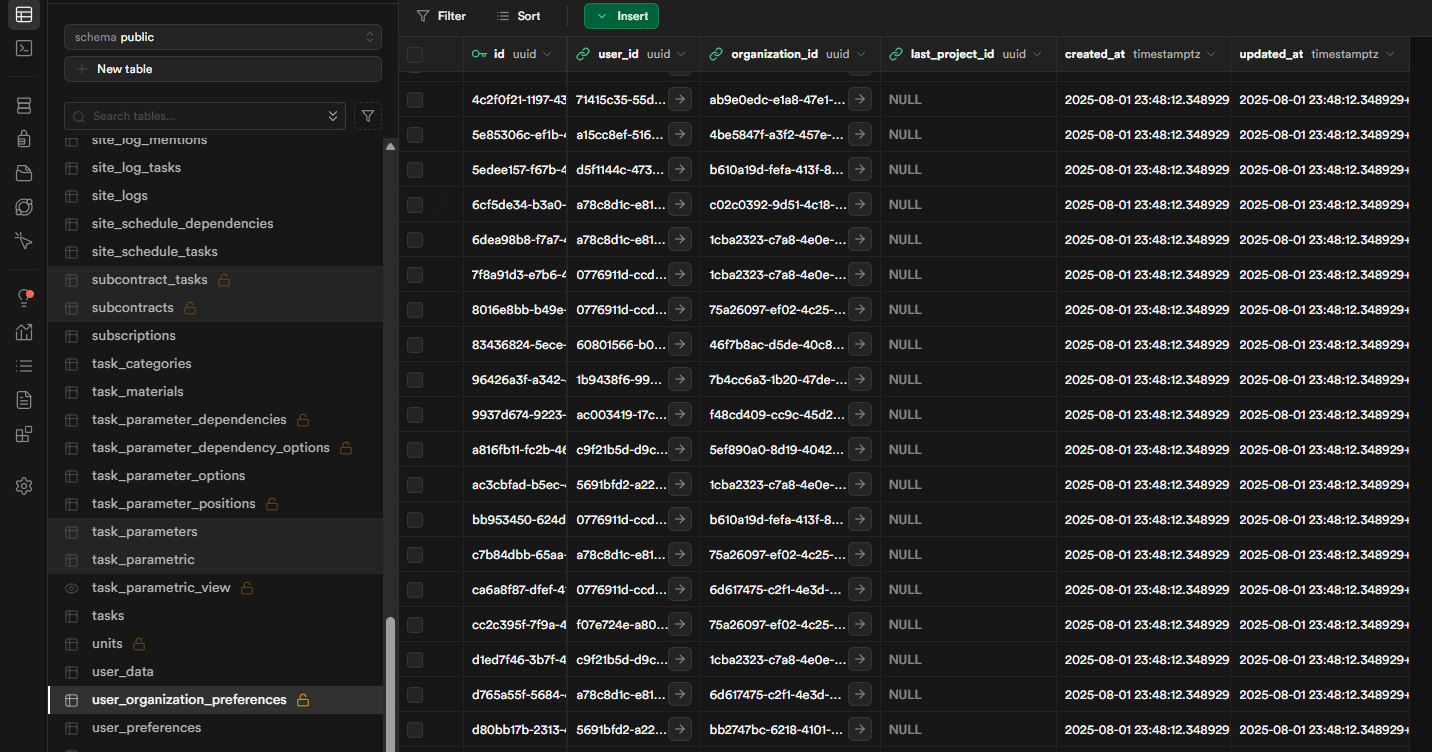 schema public
New table
Search tables...
site_log_mentions
site_log_tasks
site_logs
site_schedule_dependencies
site_schedule_tasks
subcontract_tasks
subcontracts
subscriptions
task_categories
task_materials
task_parameter_dependencies
task_parameter_dependency_options
task_parameter_options
task_parameter_positions
task_parameters
task_parametric
task_parametric_view
tasks
units
user_data
user_organization_preferences
user_preferences
Filter Sort Insert
id uuid user_id uuid organization_id uuid last_project_id uuid created_at timestamptz updated_at timestamptz
4c2f0f21-1197-43 71415c35-55d... ab9e0edc-e1a8-47e1-... NULL 2025-08-01 23:48:12.348929 2025-08-01 23:48:12.348929+
5e85306c-ef1b-4 a15cc8ef-516... 4be5847f-a3f2-457e-... NULL 2025-08-01 23:48:12.348929 2025-08-01 23:48:12.348929+
5edee157-f67b-4 d5f1144c-473... b610a19d-fefa-413f-8... NULL 2025-08-01 23:48:12.348929 2025-08-01 23:48:12.348929+
6cf5de34-b3a0- a78c8d1c-e81... c02c0392-9d51-4c18-... NULL 2025-08-01 23:48:12.348929 2025-08-01 23:48:12.348929+
6dea98b8-f7a7-4 a78c8d1c-e81... 1cba2323-c7a8-4e0e-... NULL 2025-08-01 23:48:12.348929 2025-08-01 23:48:12.348929+
7f8a91d3-e7b6-4 0776911d-ccd... 1cba2323-c7a8-4e0e-... NULL 2025-08-01 23:48:12.348929 2025-08-01 23:48:12.348929+
8016e8bb-b49e- 0776911d-ccd... 75a26097-ef02-4c25-... NULL 2025-08-01 23:48:12.348929 2025-08-01 23:48:12.348929+
83436824-5ece- 60801566-b0... 46f7b8ac-d5de-40c8... NULL 2025-08-01 23:48:12.348929 2025-08-01 23:48:12.348929+
96426a3f-a342- 1b9438f6-99... 7b4cc6a3-1b20-47de-... NULL 2025-08-01 23:48:12.348929 2025-08-01 23:48:12.348929+
9937d674-9223- ac003419-17c... f48cd409-cc9c-45d2... NULL 2025-08-01 23:48:12.348929 2025-08-01 23:48:12.348929+
a816fb11-fc2b-46 c9f21b5d-d9c... 5ef890a0-8d19-4042... NULL 2025-08-01 23:48:12.348929 2025-08-01 23:48:12.348929+
ac3cbfad-b5ec- 5691bfd2-a22... 1cba2323-c7a8-4e0e-... NULL 2025-08-01 23:48:12.348929 2025-08-01 23:48:12.348929+
bb953450-624d 0776911d-ccd... b610a19d-fefa-413f-8... NULL 2025-08-01 23:48:12.348929 2025-08-01 23:48:12.348929+
c7b84dbb-65aa- a78c8d1c-e81... 75a26097-ef02-4c25-... NULL 2025-08-01 23:48:12.348929 2025-08-01 23:48:12.348929+
ca6a8f87-dfef-4 0776911d-ccd... 6d617475-c2f1-4e3d-... NULL 2025-08-01 23:48:12.348929 2025-08-01 23:48:12.348929+
cc2c395f-7f9a-4 f07e724e-a80... 75a26097-ef02-4c25-... NULL 2025-08-01 23:48:12.348929 2025-08-01 23:48:12.348929+
d1ed7f46-3b7f-4 c9f21b5d-d9c... 1cba2323-c7a8-4e0e-... NULL 2025-08-01 23:48:12.348929 2025-08-01 23:48:12.348929+
d765a55f-5684- a78c8d1c-e81... 6d617475-c2f1-4e3d-... NULL 2025-08-01 23:48:12.348929 2025-08-01 23:48:12.348929+
d80bb17b-2313- 5691bfd2-a22... bb2747bc-6218-4101-... NULL 2025-08-01 23:48:12.348929 2025-08-01 23:48:12.348929+